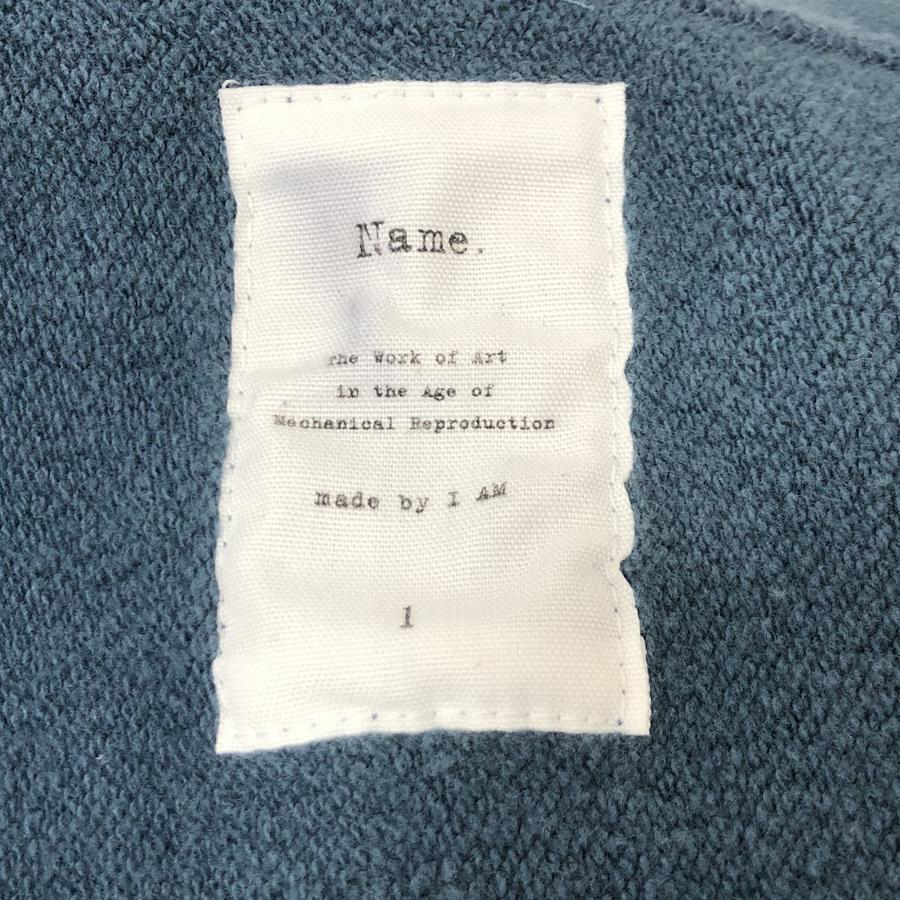 Name.
The Work of Art
in the Age of
Mechanical Reproduction
made by I AM
1